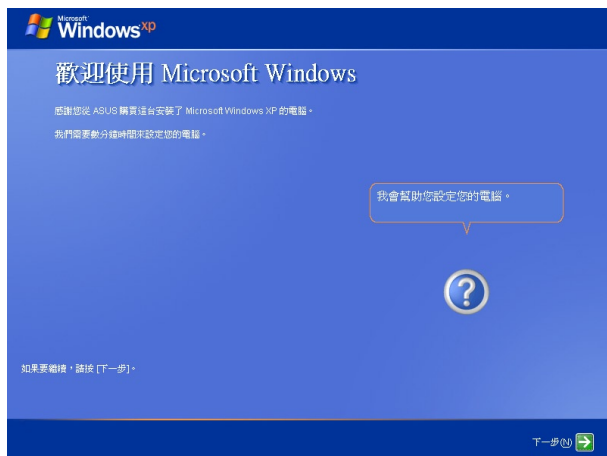 Microsoft
Windows xp
歡迎使用 Microsoft Windows
感謝您從 ASUS 購買這台安裝了 Microsoft Windows XP 的電腦。
我們需要數分鐘時間來設定您的電腦。
我會幫助您設定您的電腦。
?
如果要繼續，請按 [下一步]。
下一步(N)